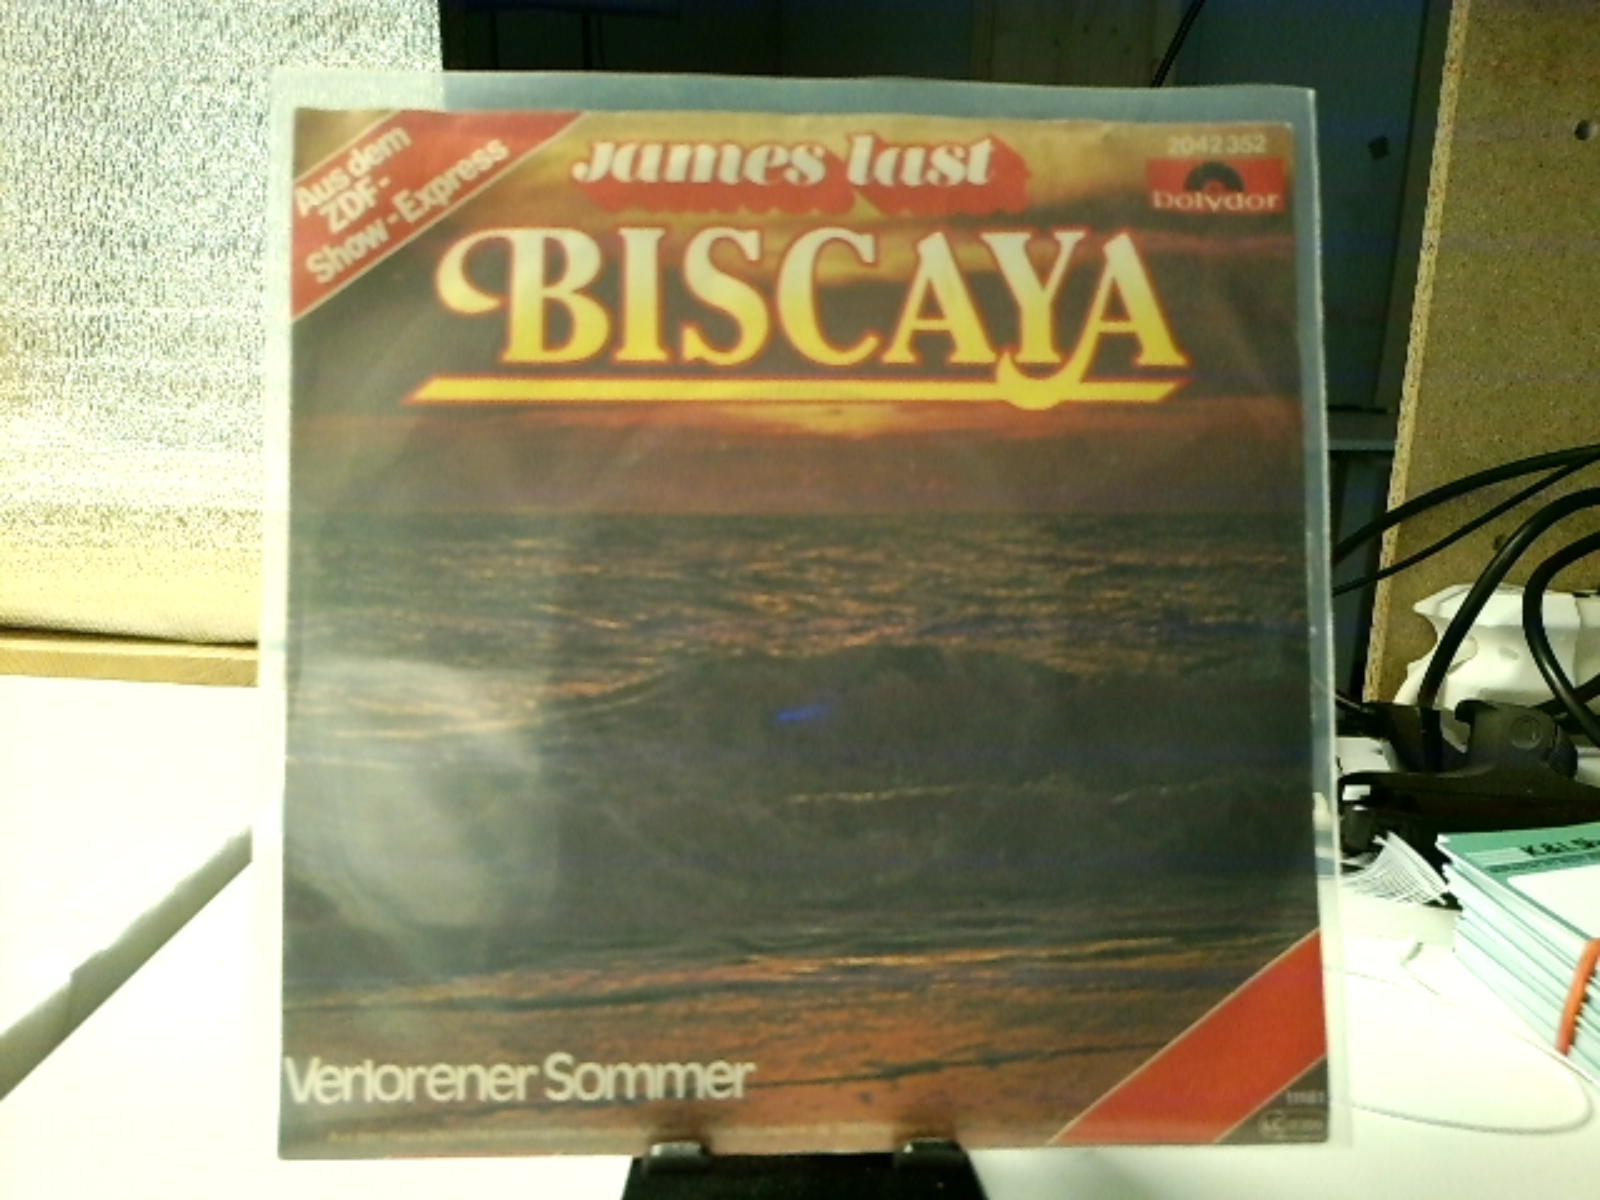 Aus dem
ZDF-
Show-Express
james last
2042 352
polydor
BISCAYA
Verlorener Sommer